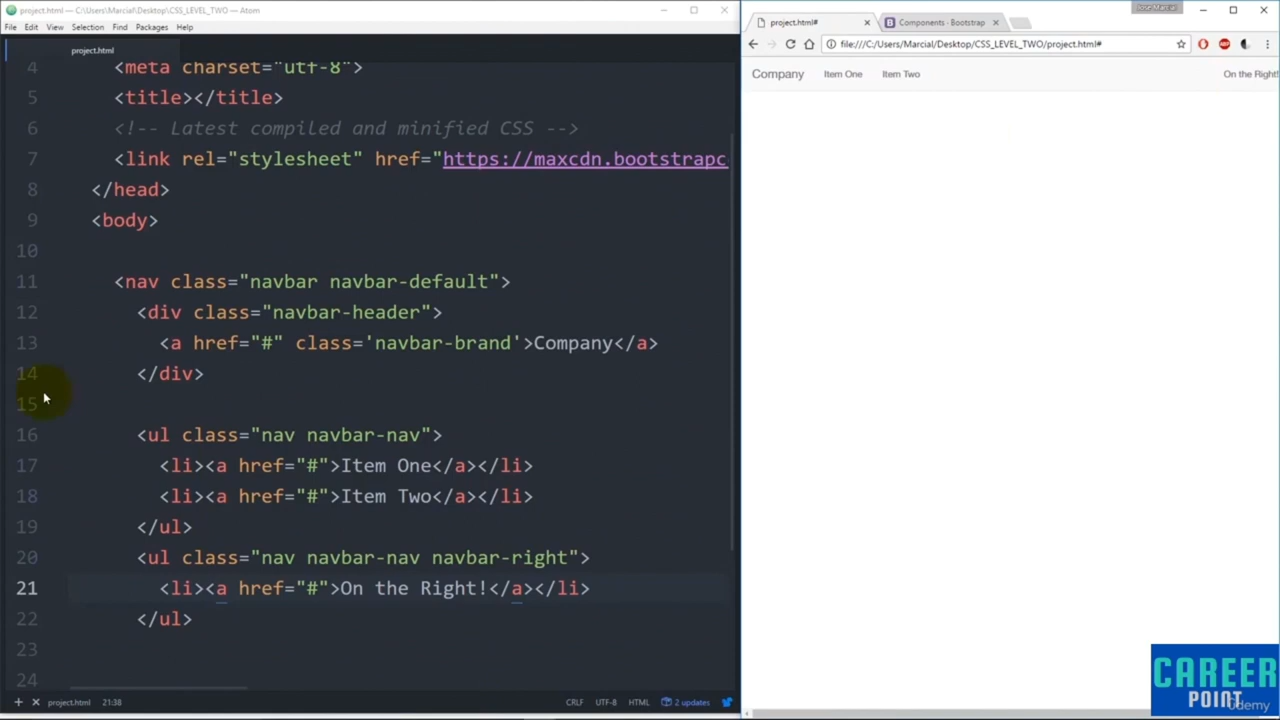 project.html — C:\Users\Marcial\Desktop\CSS_LEVEL_TWO — Atom
File Edit View Selection Find Packages Help
project.html
4 <meta charset="utf-8">
5 <title></title>
6 <!-- Latest compiled and minified CSS -->
7 <link rel="stylesheet" href="https://maxcdn.bootstrapc
8 </head>
9 <body>
10
11 <nav class="navbar navbar-default">
12 <div class="navbar-header">
13 <a href="#" class='navbar-brand'>Company</a>
14 </div>
15
16 <ul class="nav navbar-nav">
17 <li><a href="#">Item One</a></li>
18 <li><a href="#">Item Two</a></li>
19 </ul>
20 <ul class="nav navbar-nav navbar-right">
21 <li><a href="#">On the Right!</a></li>
22 </ul>
23
24
project.html 21:38 CRLF UTF-8 HTML 2 updates
Jose Marcial
project.html# Components · Bootstrap
file:///C:/Users/Marcial/Desktop/CSS_LEVEL_TWO/project.html#
ABP
Company Item One Item Two On the Right!
CAREER
POINT
Udemy